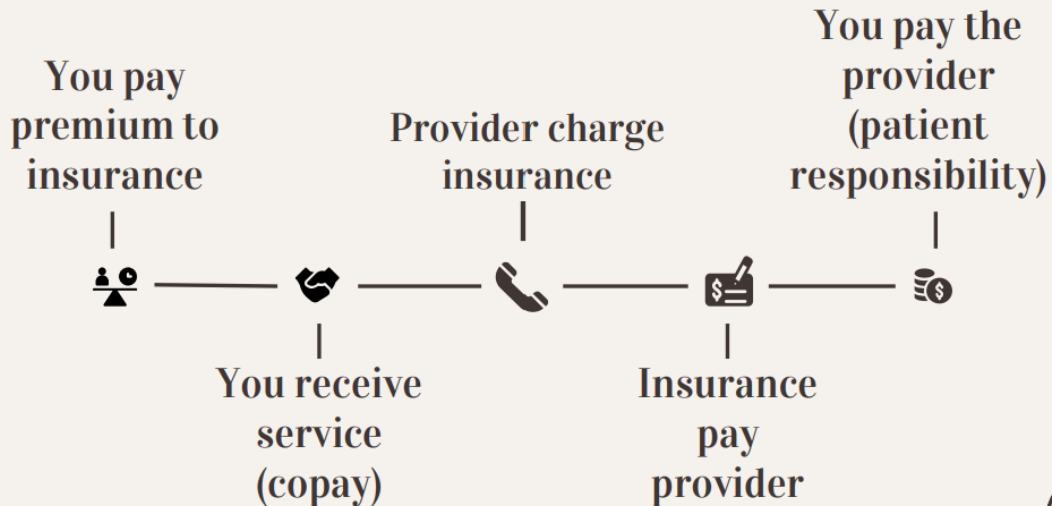 You pay
premium to
insurance
You receive
service
(copay)
Provider charge
insurance
Insurance
pay
provider
You pay the
provider
(patient
responsibility)